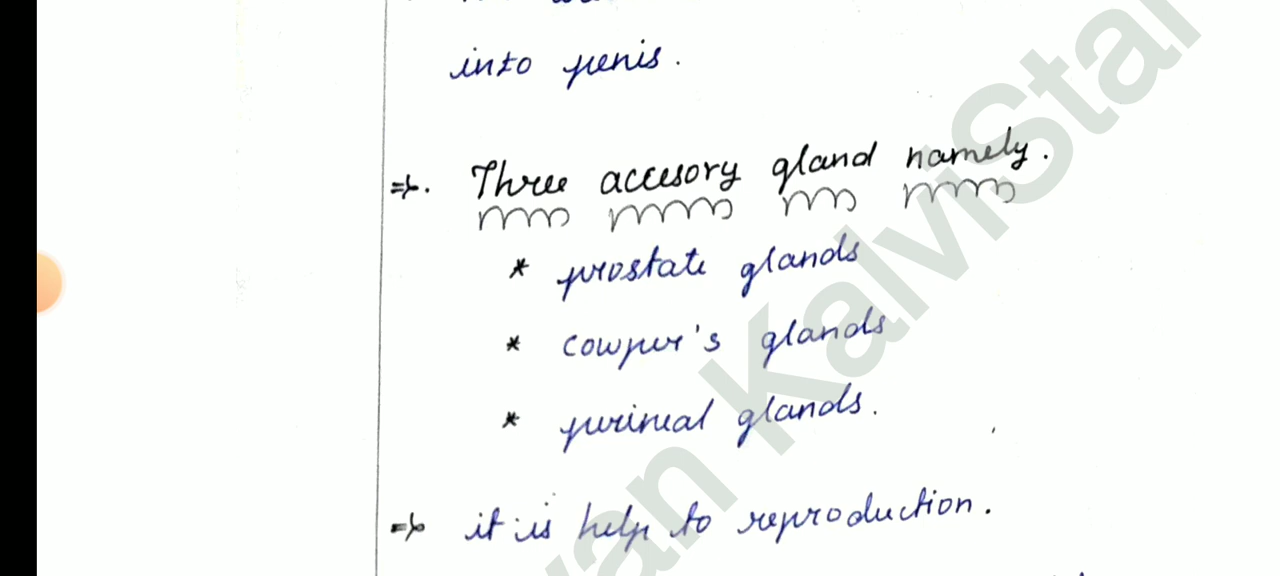 into penis.
⇒. Three accesory gland namely.
* prostate glands
* cowper's glands
* perineal glands.
⇒ it is help to reproduction.